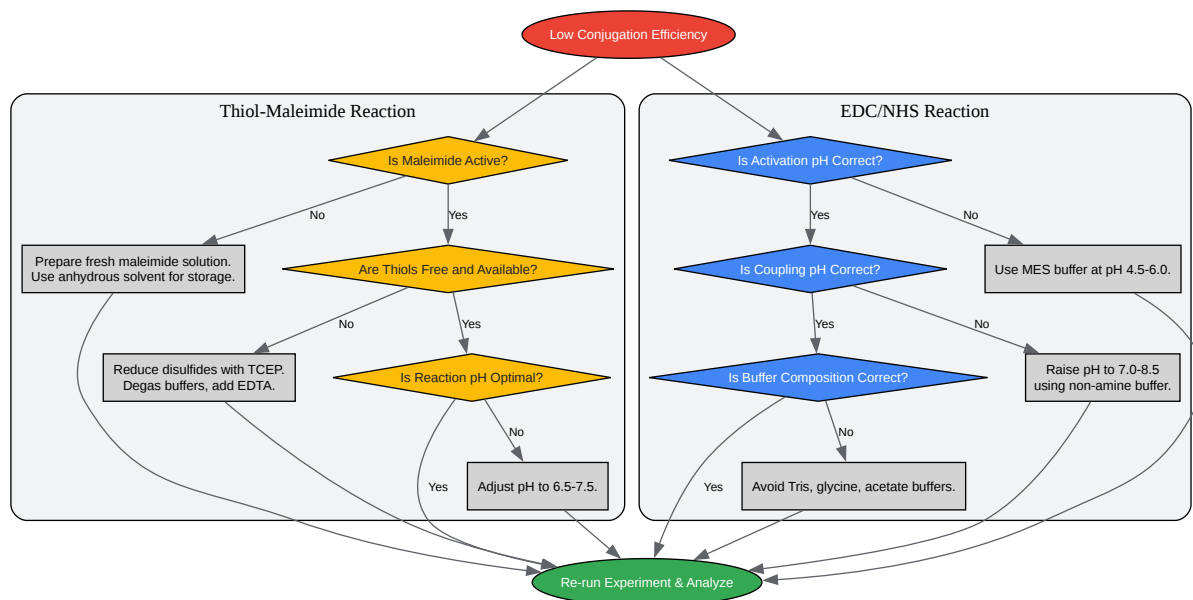 Low Conjugation Efficiency
Thiol-Maleimide Reaction
EDC/NHS Reaction
Is Maleimide Active?
Is Activation pH Correct?
No
Yes
Yes
No
Prepare fresh maleimide solution.
Use anhydrous solvent for storage.
Are Thiols Free and Available?
Is Coupling pH Correct?
Use MES buffer at pH 4.5-6.0.
No
Yes
Yes
No
Reduce disulfides with TCEP.
Degas buffers, add EDTA.
Is Reaction pH Optimal?
Is Buffer Composition Correct?
Raise pH to 7.0-8.5
using non-amine buffer.
No
No
Yes
Adjust pH to 6.5-7.5.
Yes
Avoid Tris, glycine, acetate buffers.
Re-run Experiment & Analyze